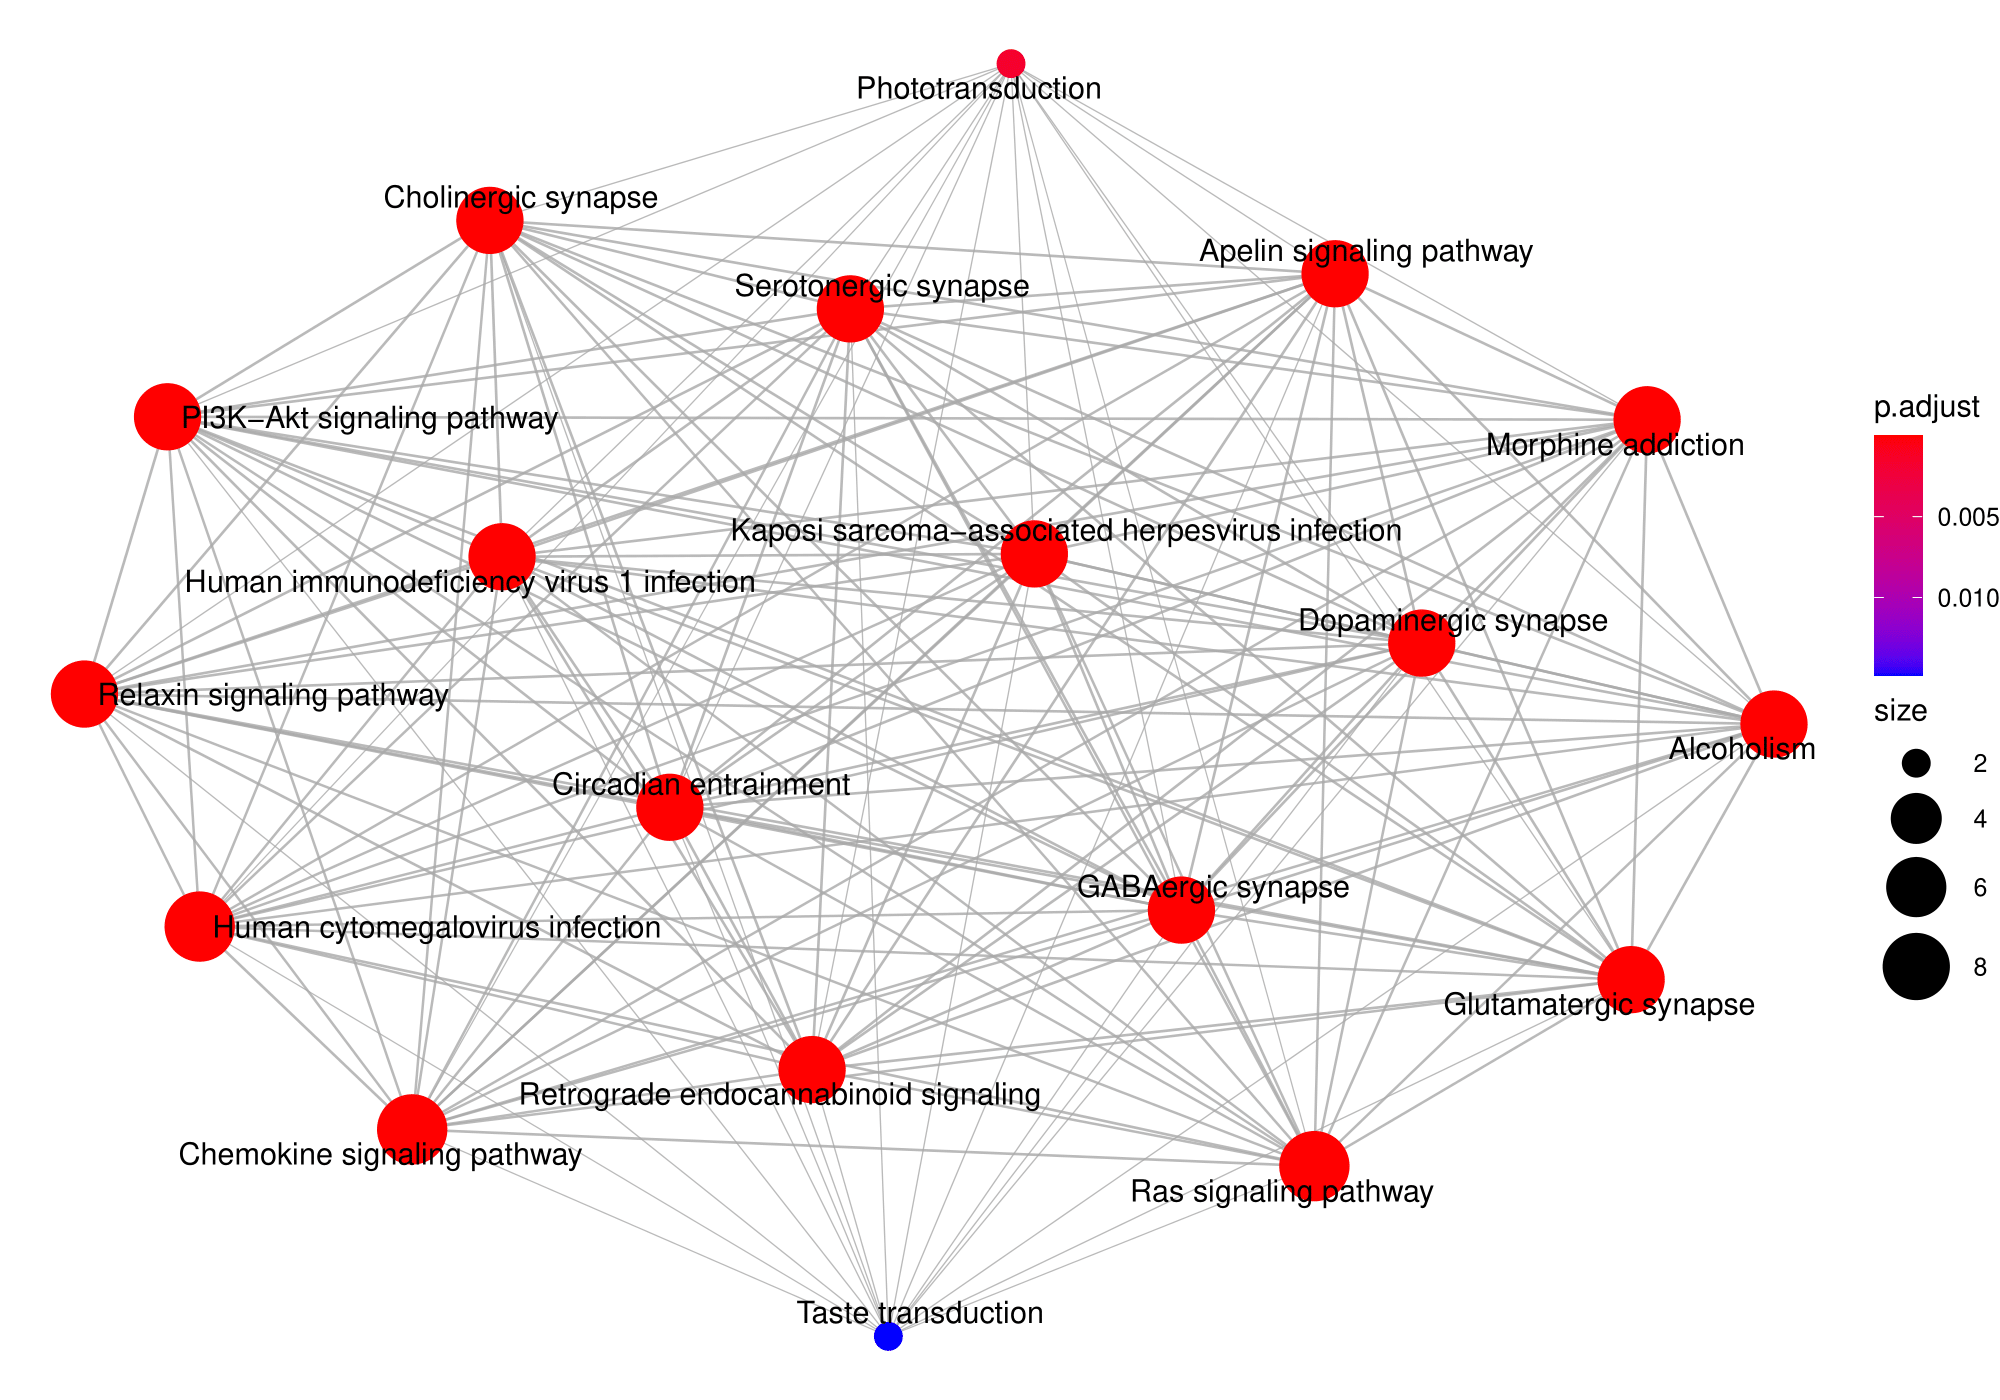 Phototransduction
Cholinergic synapse
Apelin signaling pathway
Serotonergic synapse
PI3K−Akt signaling pathway
Morphine addiction
Kaposi sarcoma−associated herpesvirus infection
Human immunodeficiency virus 1 infection
Dopaminergic synapse
Relaxin signaling pathway
Alcoholism
Circadian entrainment
GABAergic synapse
Human cytomegalovirus infection
Glutamatergic synapse
Retrograde endocannabinoid signaling
Chemokine signaling pathway
Ras signaling pathway
Taste transduction
p.adjust
0.005
0.010
size
2
4
6
8